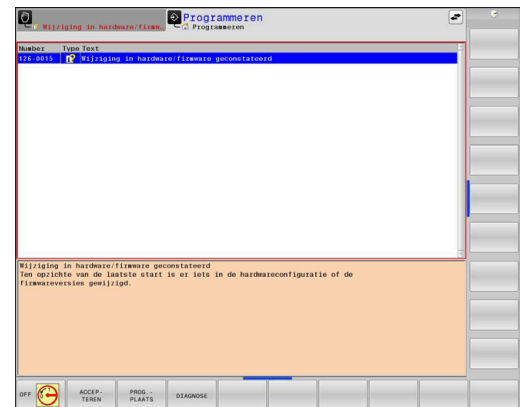 Programmeren
Wijziging in hardware/firmw…
Programmeren
Number Type Text
126-0015 Wijziging in hardware/firmware geconstateerd
Wijziging in hardware/firmware geconstateerd
Ten opzichte van de laatste start is er iets in de hardwareconfiguratie of de
firmwareversies gewijzigd.
OFF
ACCEP-
TEREN
PROG.-
PLAATS
DIAGNOSE